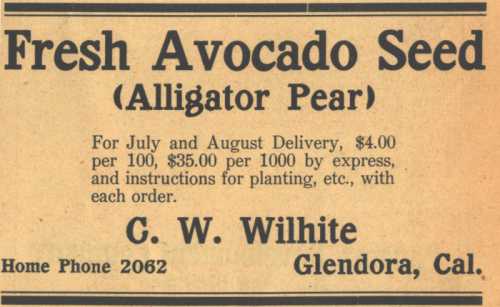 Fresh Avocado Seed
(Alligator Pear)
For July and August Delivery, $4.00
per 100, $35.00 per 1000 by express,
and instructions for planting, etc., with
each order.
C. W. Wilhite
Home Phone 2062 Glendora, Cal.